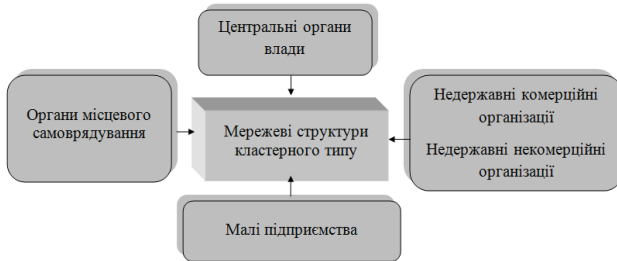 Центральні органи
влади
Органи місцевого
самоврядування
Мережеві структури
кластерного типу
Недержавні комерційні
організації
Недержавні некомерційні
організації
Малі підприємства